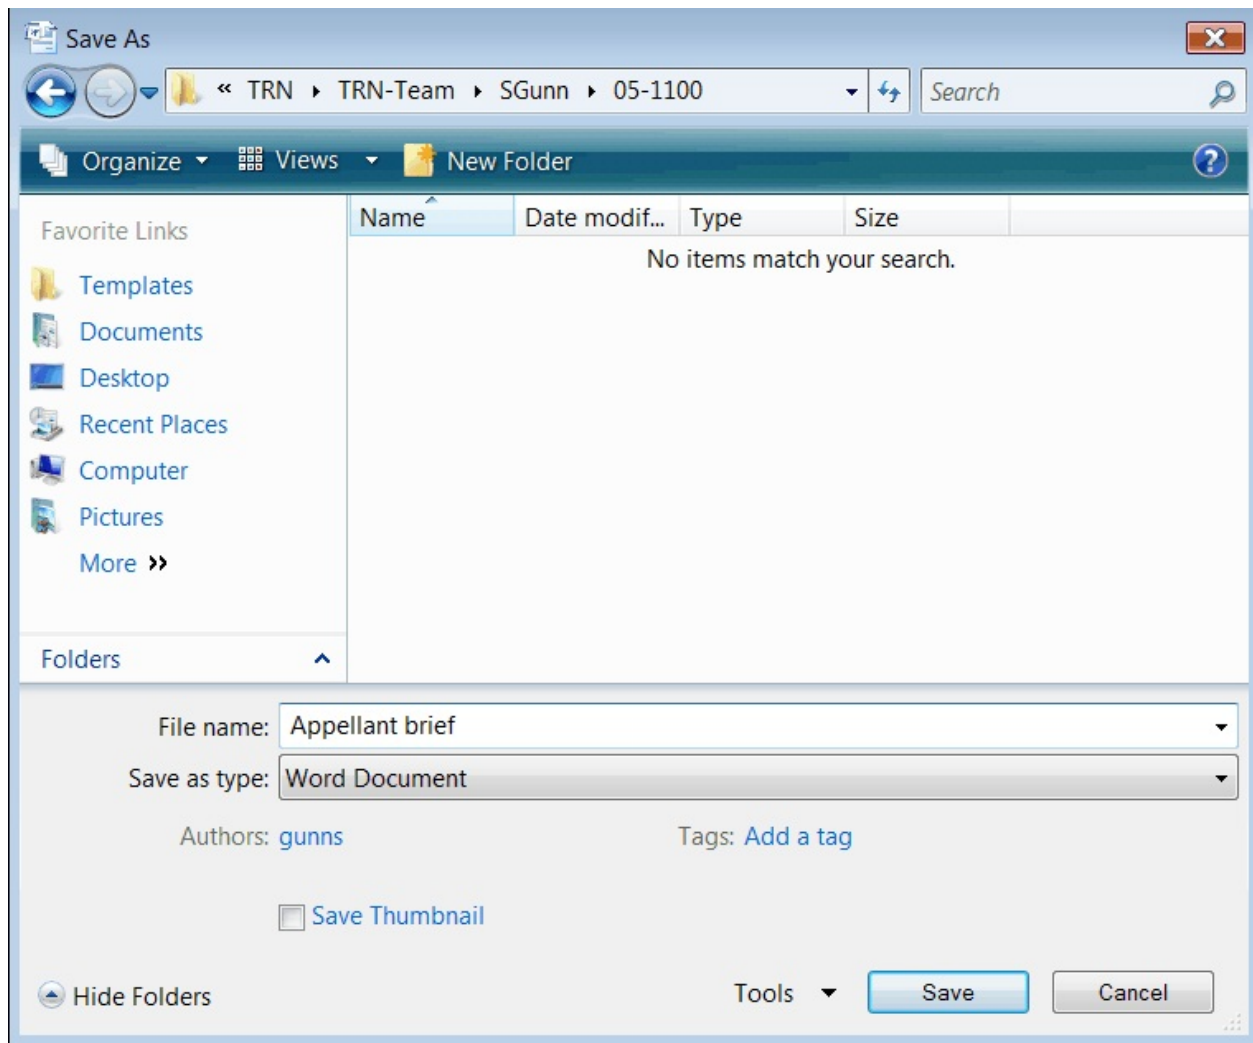 Save As
« TRN ▸ TRN-Team ▸ SGunn ▸ 05-1100 Search
Organize Views New Folder ?
Favorite Links
Name Date modif... Type Size
No items match your search.
Templates
Documents
Desktop
Recent Places
Computer
Pictures
More »
Folders
File name: Appellant brief
Save as type: Word Document
Authors: gunns Tags: Add a tag
Save Thumbnail
Hide Folders Tools Save Cancel